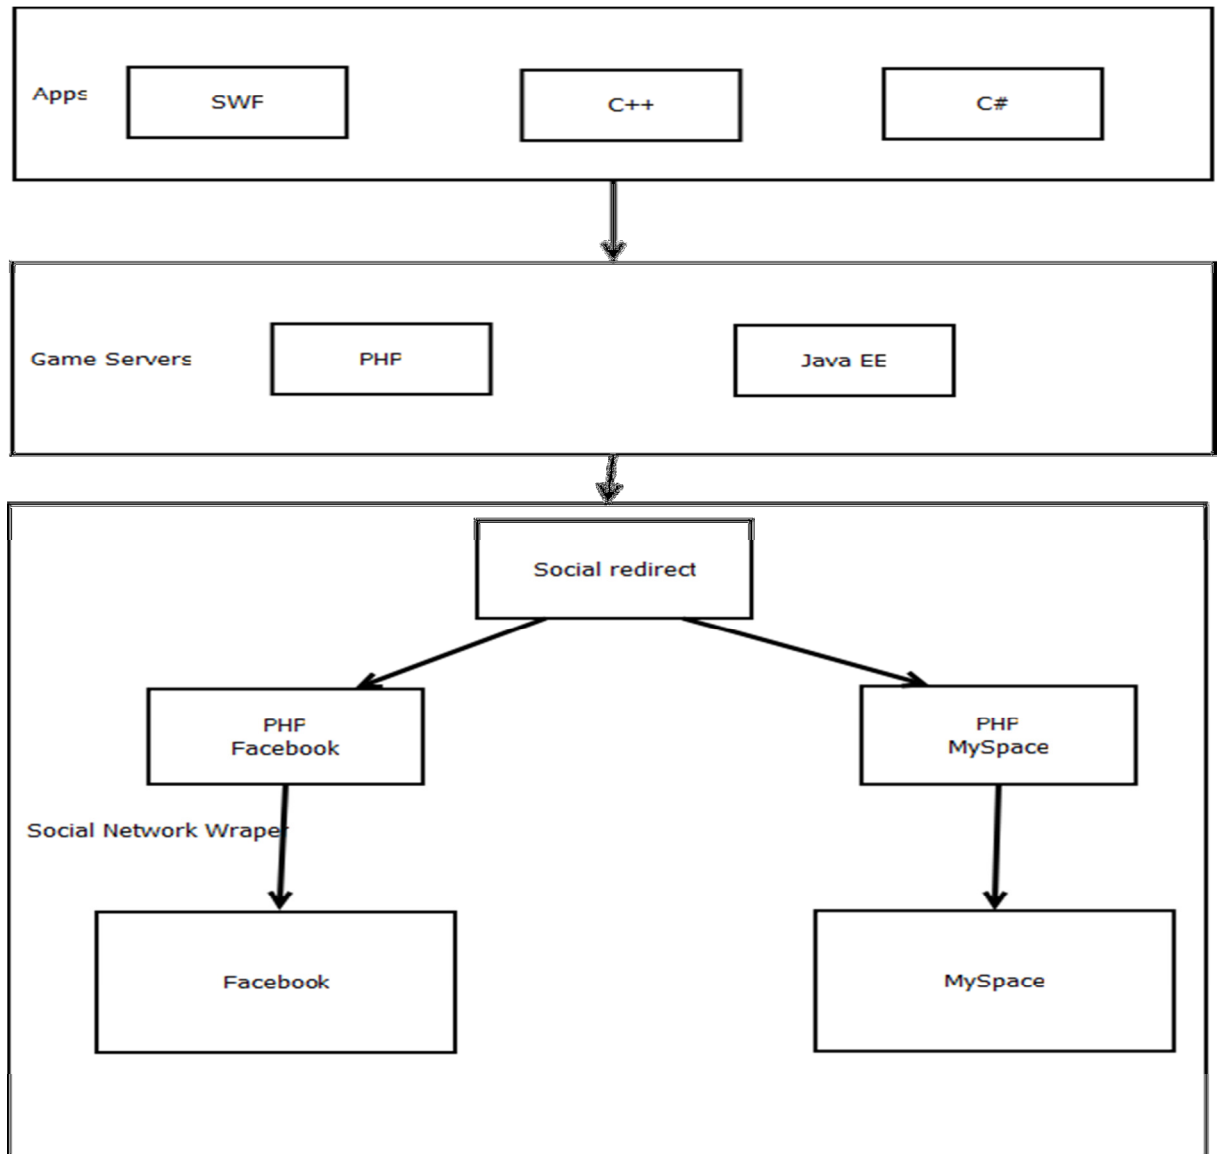 Apps
SWF
C++
C#
Game Servers
PHP
Java EE
Social redirect
PHP
Facebook
PHP
MySpace
Social Network Wraper
Facebook
MySpace